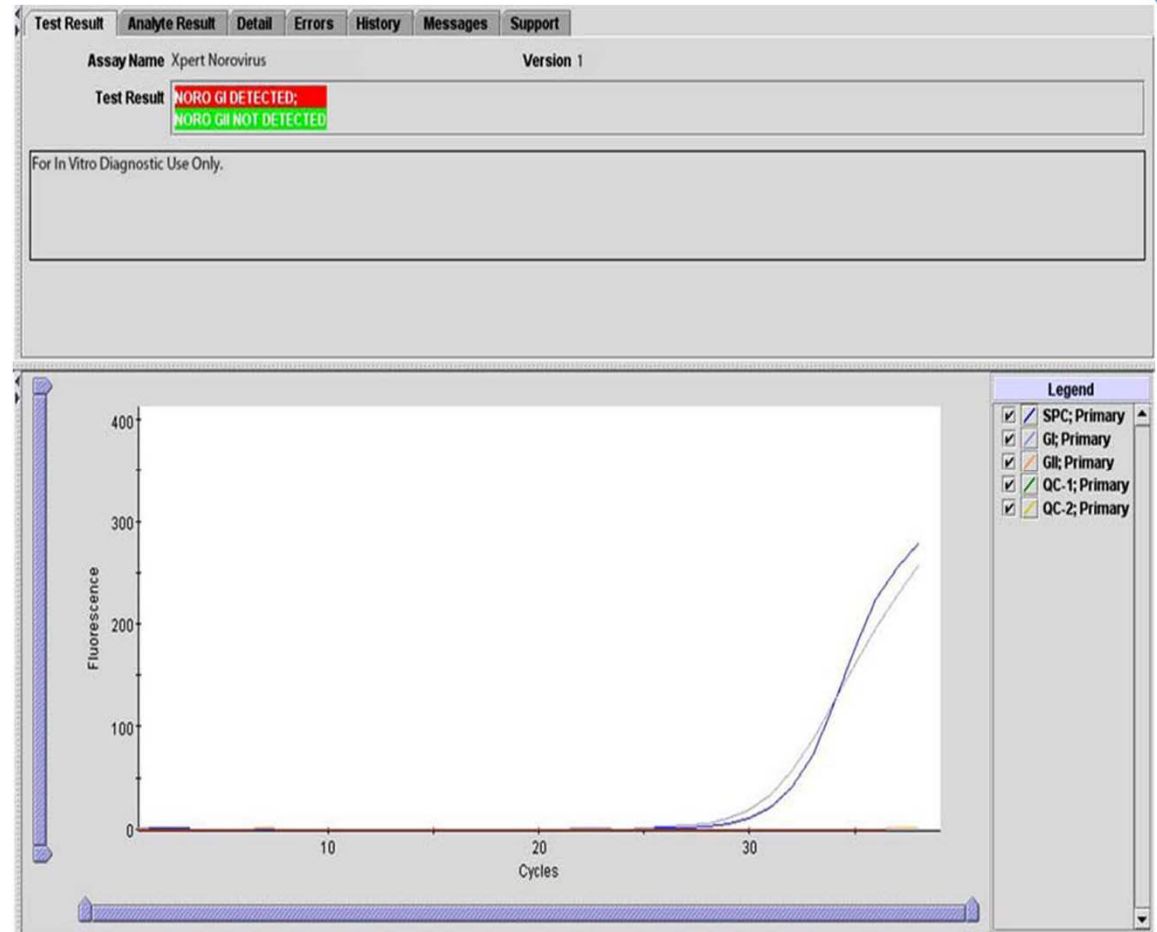 Test Result Analyte Result Detail Errors History Messages Support
Assay Name Xpert Norovirus Version 1
Test Result NORO GI DETECTED;
NORO GII NOT DETECTED
For In Vitro Diagnostic Use Only.
Legend
SPC; Primary
GI; Primary
GII; Primary
QC-1; Primary
QC-2; Primary
400
300
200
100
0
Fluorescence
10 20 30
Cycles